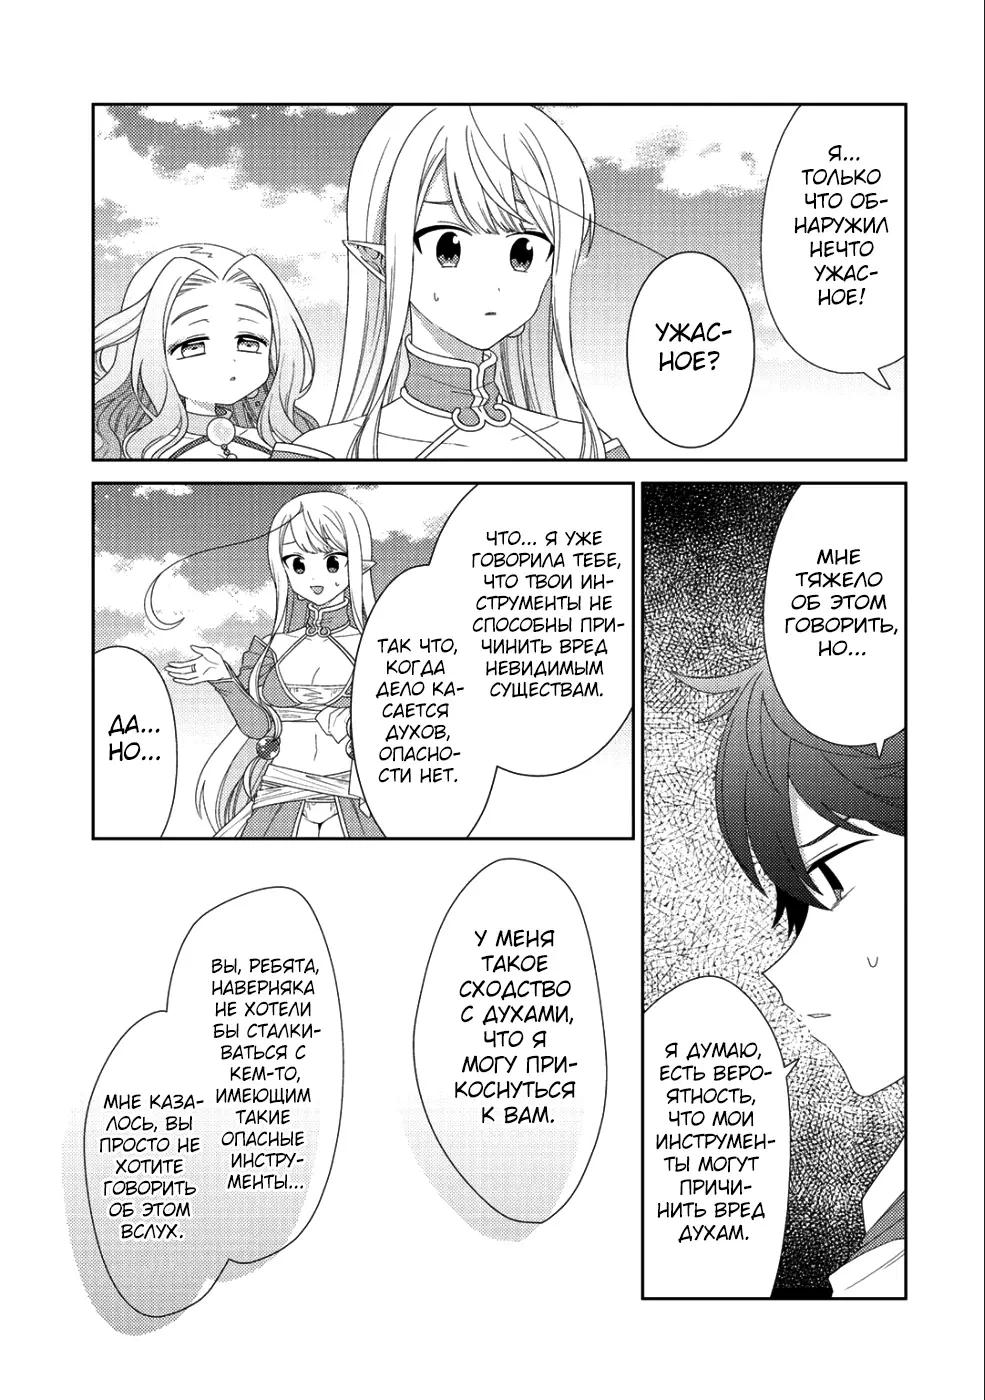 Я...
ТОЛЬКО
ЧТО ОБ-
НАРУЖИЛ
НЕЧТО
УЖАС-
НОЕ!
УЖАС-
НОЕ?
МНЕ
ТЯЖЕЛО
ОБ ЭТОМ
ГОВОРИТЬ,
НО...
Я ДУМАЮ,
ЕСТЬ ВЕРО-
ЯТНОСТЬ,
ЧТО МОИ
ИНСТРУМЕН-
ТЫ МОГУТ
ПРИЧИ-
НИТЬ ВРЕД
ДУХАМ.
ЧТО... Я УЖЕ
ГОВОРИЛА ТЕБЕ,
ЧТО ТВОИ ИН-
СТРУМЕНТЫ НЕ
СПОСОБНЫ ПРИ-
ЧИНИТЬ ВРЕД
НЕВИДИМЫМ
СУЩЕСТВАМ.
ТАК ЧТО,
КОГДА
ДЕЛО КА-
САЕТСЯ
ДУХОВ,
ОПАСНО-
СТИ НЕТ.
ДА...
НО...
У МЕНЯ
ТАКОЕ
СХОДСТВО
С ДУХАМИ,
ЧТО Я
МОГУ ПРИ-
КОСНУТЬСЯ
К ВАМ.
ВЫ, РЕБЯТА,
НАВЕРНЯКА
НЕ ХОТЕЛИ
БЫ СТАЛКИ-
ВАТЬСЯ С
КЕМ-ТО,
ИМЕЮЩИМ
ТАКИЕ
ОПАСНЫЕ
ИНСТРУ-
МЕНТЫ...
МНЕ КАЗА-
ЛОСЬ, ВЫ
ПРОСТО НЕ
ХОТИТЕ
ГОВОРИТЬ
ОБ ЭТОМ
ВСЛУХ.